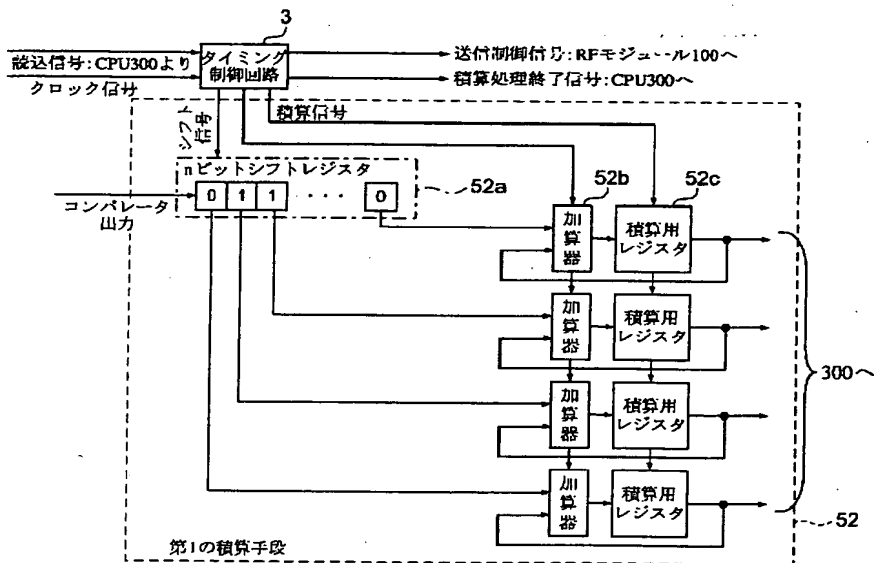 3
タイミング
制御回路
読込信号:CPU300より
クロック信号
送信制御信号:RFモジュール100へ
積算処理終了信号:CPU300へ
シフト
信号
積算信号
nビットシフトレジスタ
52a
0 1 1 ・・・・ 0
コンパレータ
出力
52b
52c
加算器
積算用
レジスタ
加算器
積算用
レジスタ
加算器
積算用
レジスタ
加算器
積算用
レジスタ
300へ
52
第1の積算手段